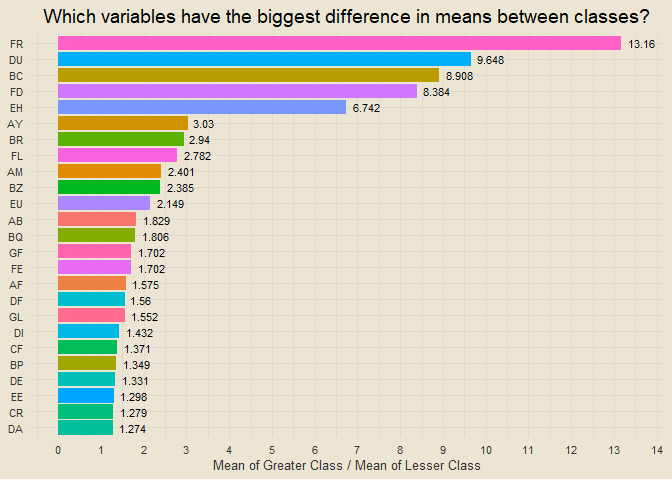 Which variables have the biggest difference in means between classes?
FR 13.16
DU 9.648
BC 8.908
FD 8.384
EH 6.742
AY 3.03
BR 2.94
FL 2.782
AM 2.401
BZ 2.385
EU 2.149
AB 1.829
BQ 1.806
GF 1.702
FE 1.702
AF 1.575
DF 1.56
GL 1.552
DI 1.432
CF 1.371
BP 1.349
DE 1.331
EE 1.298
CR 1.279
DA 1.274
0 1 2 3 4 5 6 7 8 9 10 11 12 13 14
Mean of Greater Class / Mean of Lesser Class